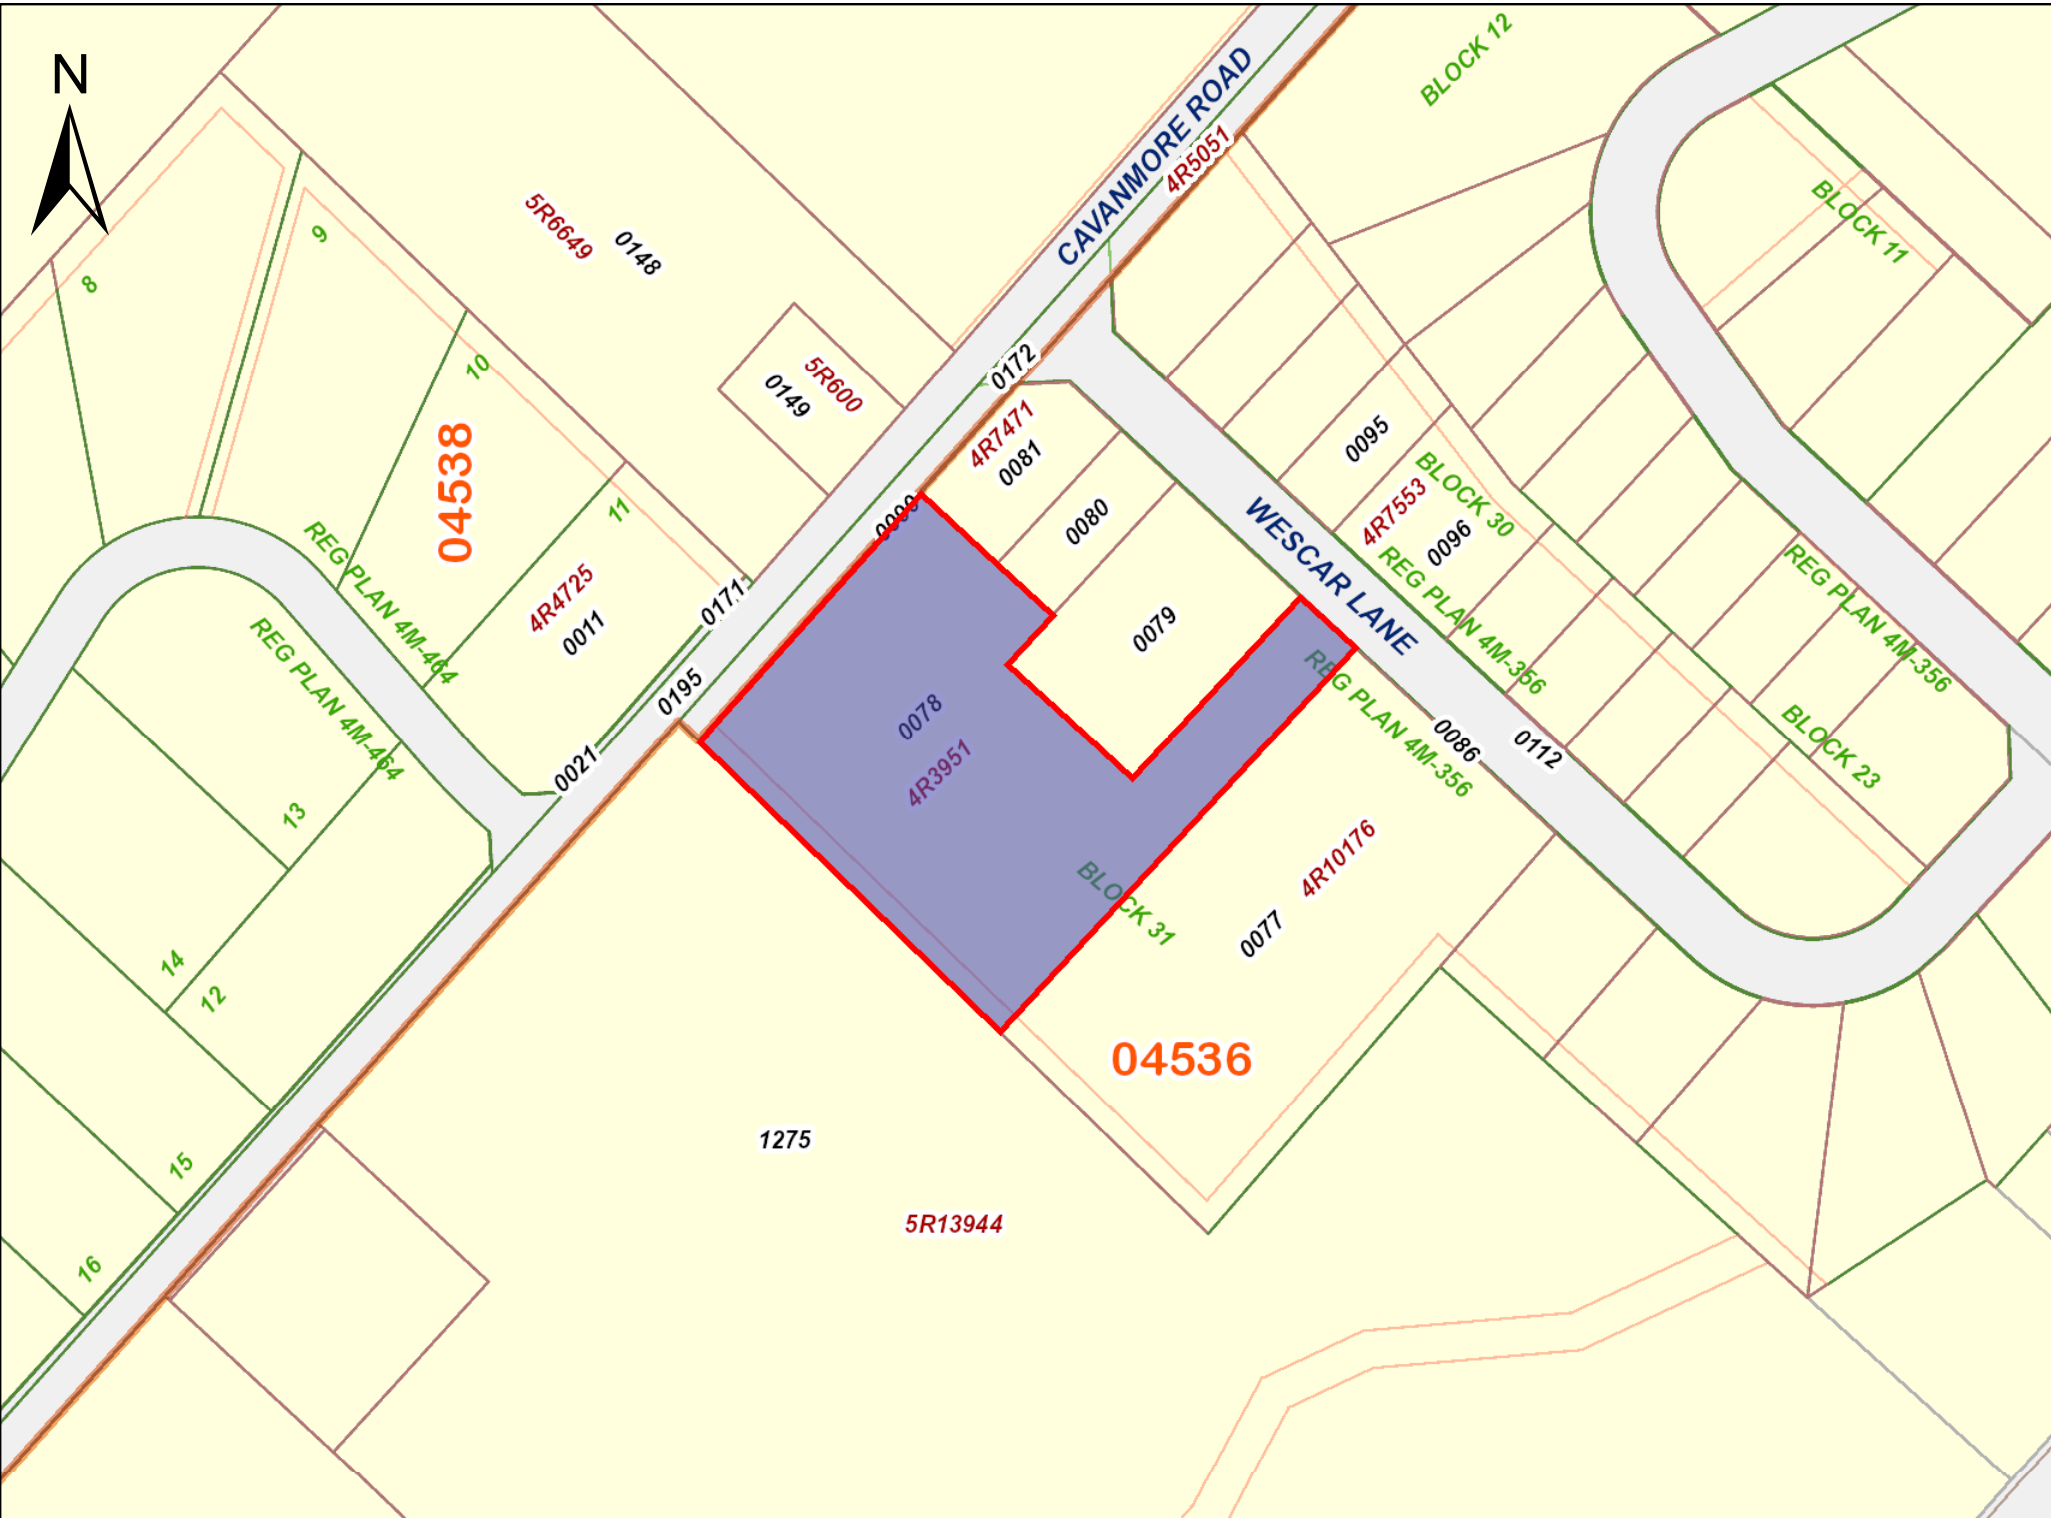 BLOCK 12
N
CAVANMORE ROAD
4R5051
BLOCK 11
5R6649
0148
9
8
0172
10
5R600
0149
4R7471
0081
0095
BLOCK 30
04538
11
4R7553
0096
0080
0090
WESCAR LANE
REG PLAN 4M-464
REG PLAN 4M-356
REG PLAN 4M-356
4R4725
0011
0171
0079
REG PLAN 4M-464
0195
REG PLAN 4M-356
0078
4R3951
0086
0112
BLOCK 23
0021
13
4R10176
BLOCK 31
0077
14
12
04536
1275
15
5R13944
16